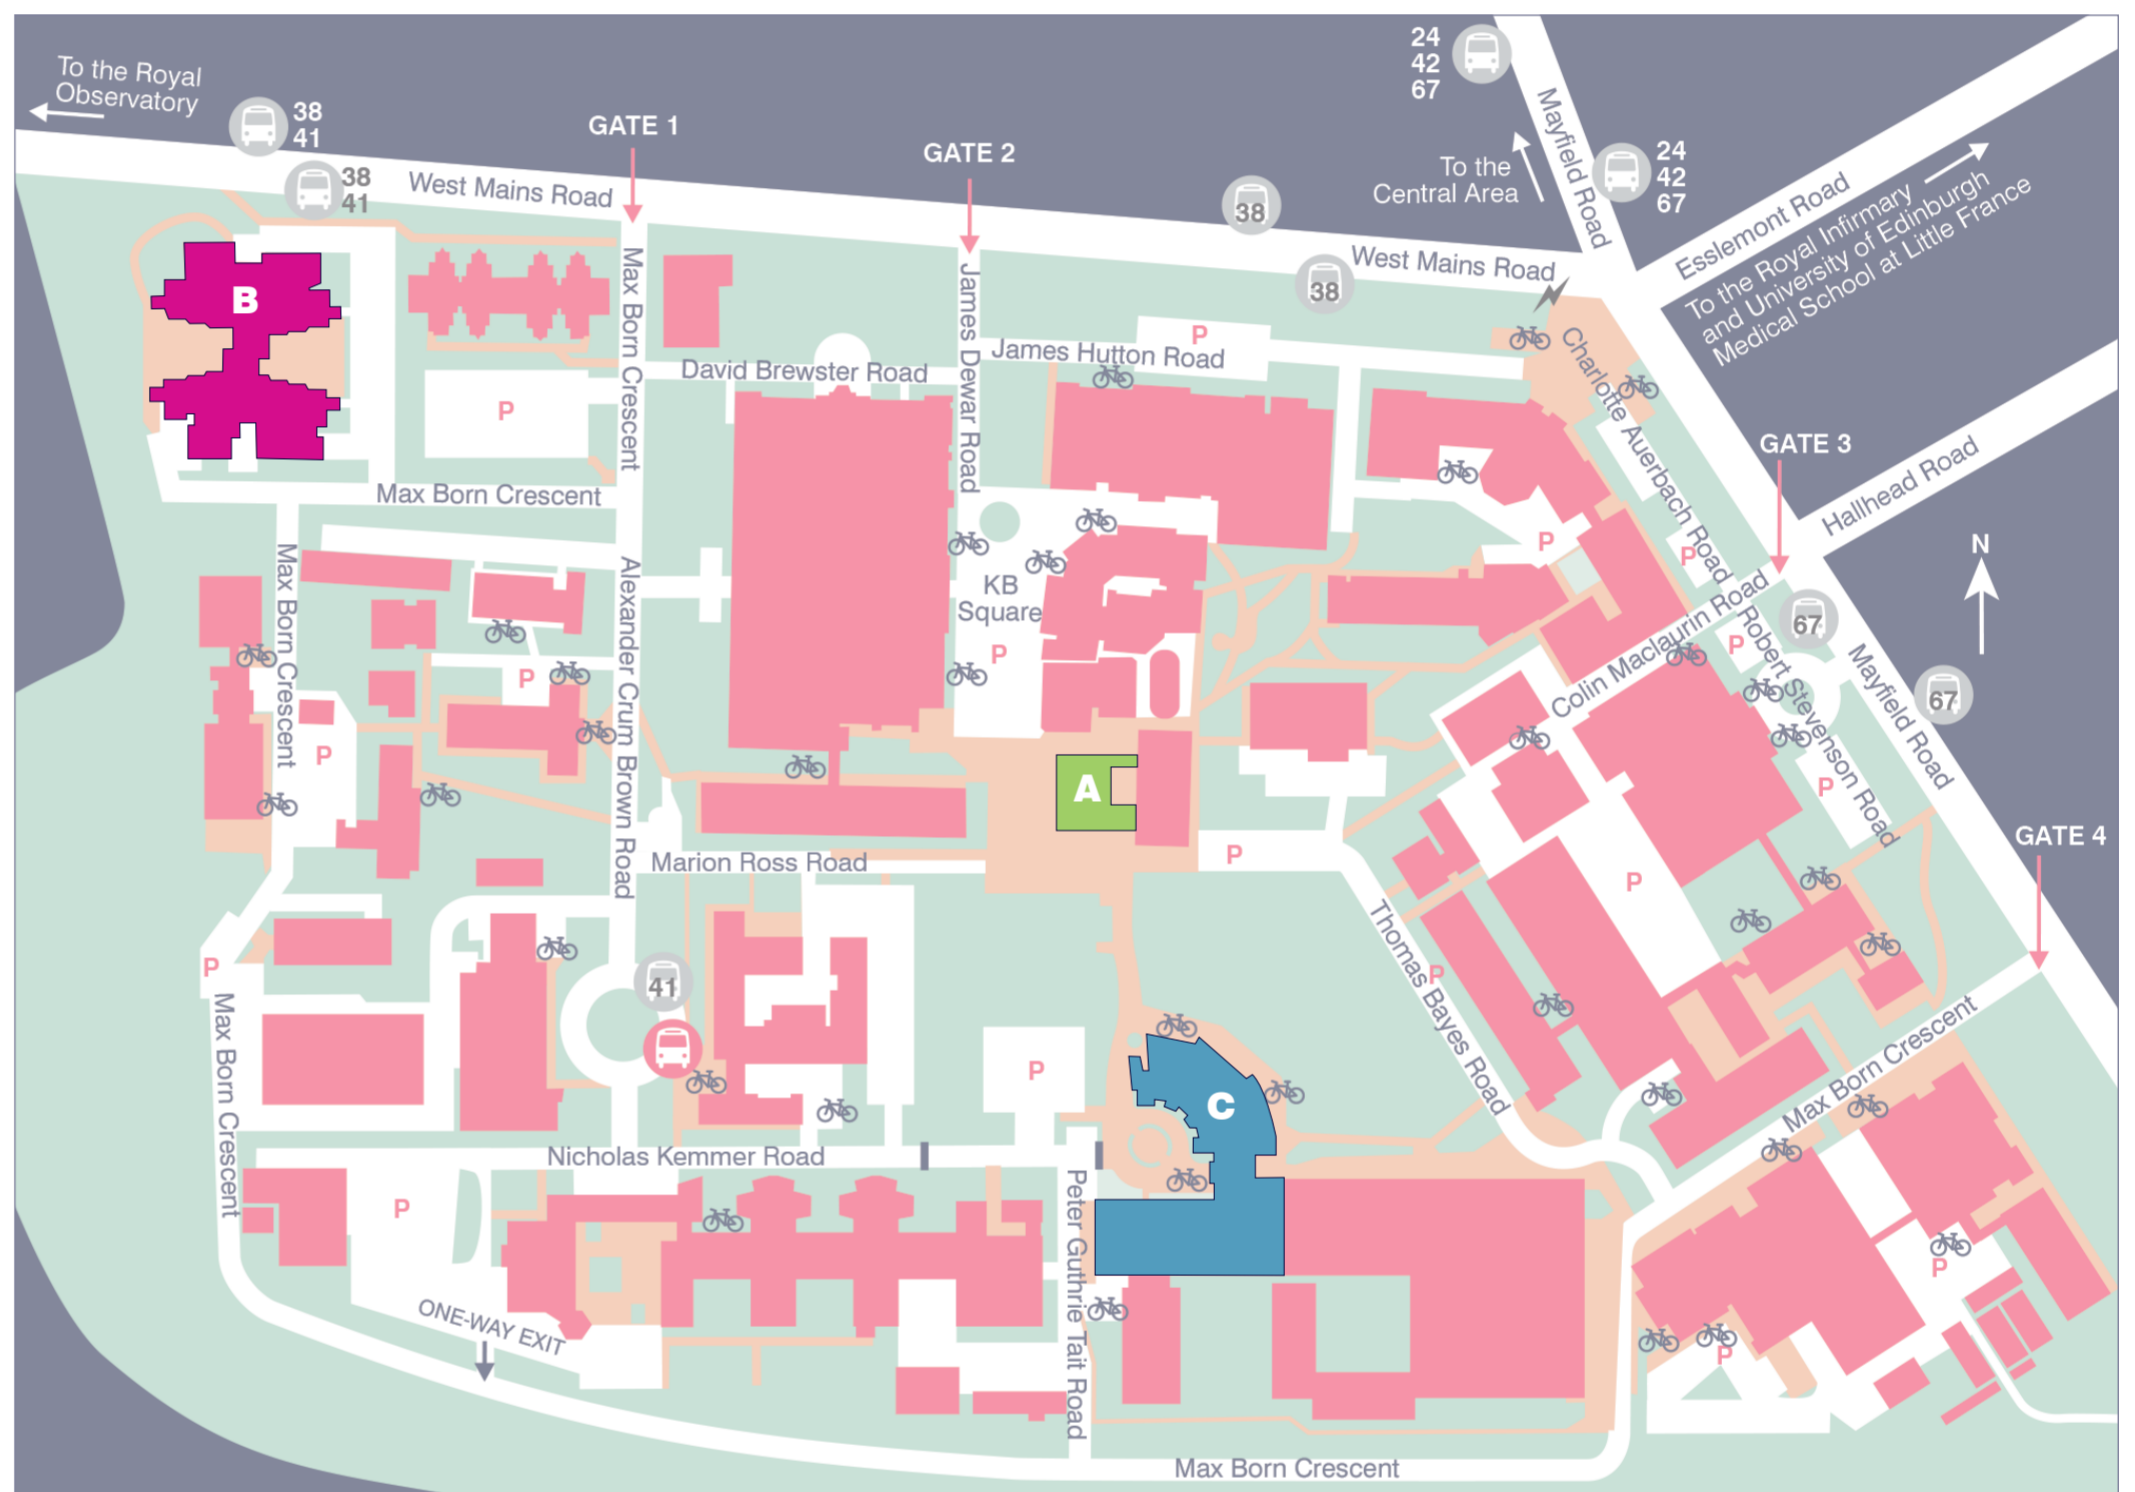 To the Royal
Observatory
38
41
38
41
West Mains Road
GATE 1
GATE 2
24
42
67
To the
Central Area
Mayfield Road
24
42
67
38
38
West Mains Road
Esslemont Road
To the Royal Infirmary
and University of Edinburgh
Medical School at Little France
B
Max Born Crescent
James Dewar Road
David Brewster Road
James Hutton Road
P
P
Charlotte Auerbach Road
GATE 3
Hallhead Road
Max Born Crescent
Max Born Crescent
Alexander Crum Brown Road
KB
Square
P
P
P
N
67
67
Colin Maclaurin Road
P
Robert Stevenson Road
Mayfield Road
P
P
P
A
P
GATE 4
Marion Ross Road
P
P
Thomas Bayes Road
P
P
Max Born Crescent
41
P
C
Max Born Crescent
Nicholas Kemmer Road
P
Peter Guthrie Tait Road
ONE-WAY EXIT
P
P
Max Born Crescent